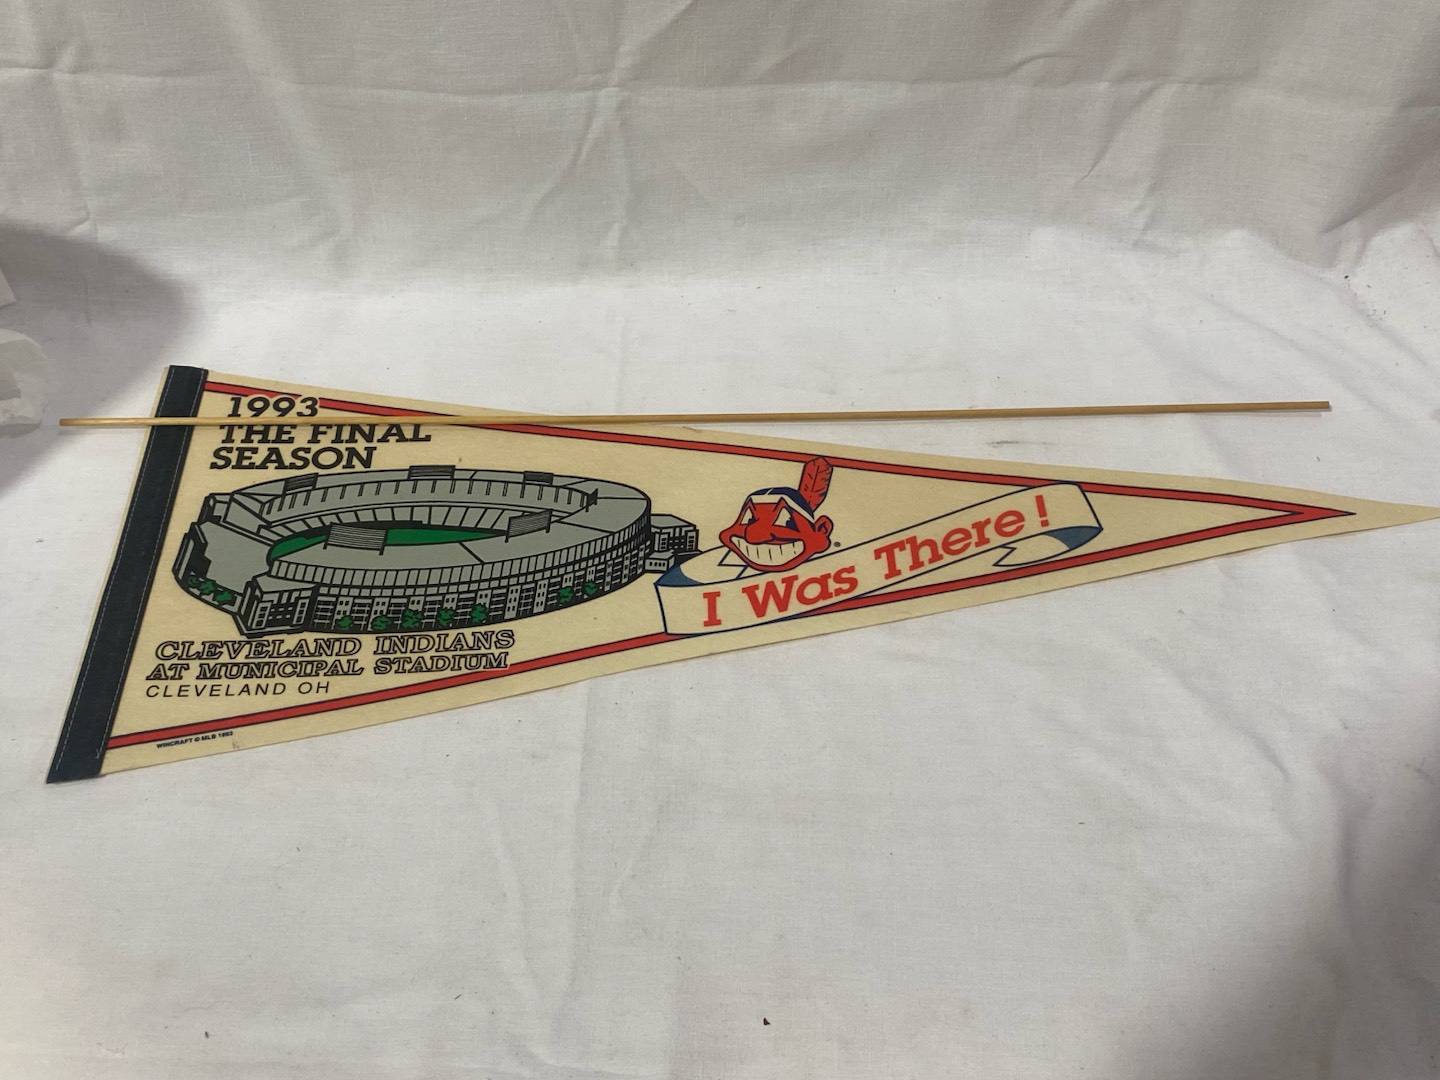 1993
THE FINAL
SEASON
I Was There!
CLEVELAND INDIANS
AT MUNICIPAL STADIUM
CLEVELAND OH
WINCRAFT © MLB 1993